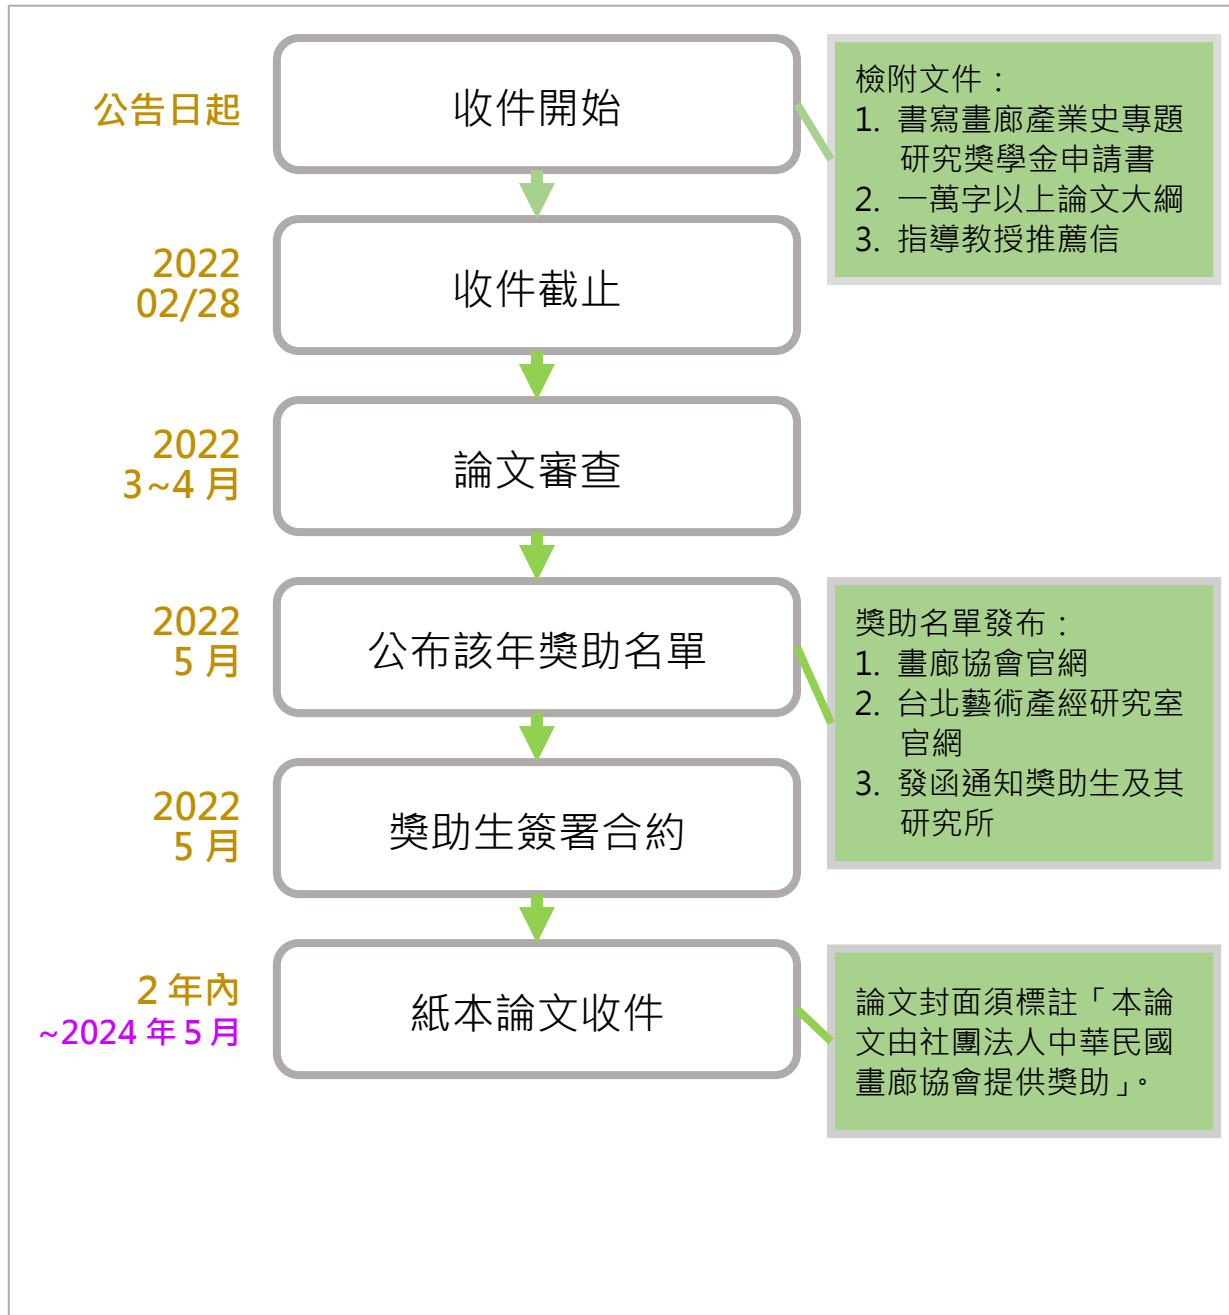 公告日起
收件開始
檢附文件：
1. 書寫畫廊產業史專題
研究獎學金申請書
2. 一萬字以上論文大綱
3. 指導教授推薦信
2022
02/28
收件截止
2022
3~4 月
論文審查
2022
5 月
公布該年獎助名單
獎助名單發布：
1. 畫廊協會官網
2. 台北藝術產經研究室
官網
3. 發函通知獎助生及其
研究所
2022
5 月
獎助生簽署合約
2 年內
~2024 年 5 月
紙本論文收件
論文封面須標註「本論
文由社團法人中華民國
畫廊協會提供獎助」。